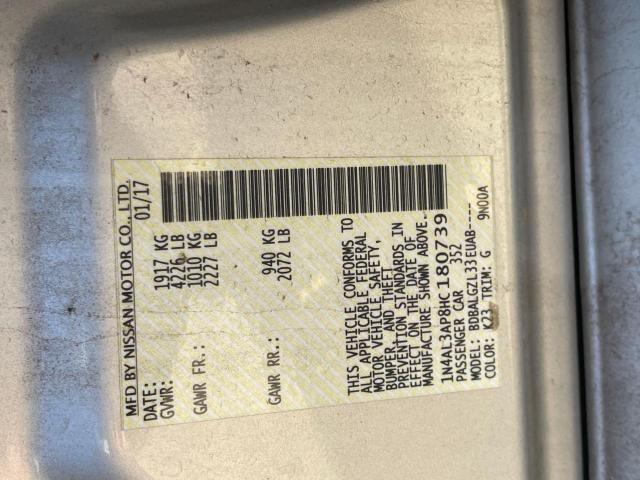 MFD BY NISSAN MOTOR CO., LTD.
DATE: 01/17
GVWR: 1917 KG
4226 LB
GAWR FR.: 1010 KG
2227 LB
GAWR RR.: 940 KG
2072 LB
THIS VEHICLE CONFORMS TO
ALL APPLICABLE FEDERAL
MOTOR VEHICLE SAFETY,
BUMPER, AND THEFT
PREVENTION STANDARDS IN
EFFECT ON THE DATE OF
MANUFACTURE SHOWN ABOVE.
1N4AL3AP8HC180739
PASSENGER CAR 352
MODEL: BDBALGZL33EUAB----
COLOR: K23 TRIM: G 9N00A